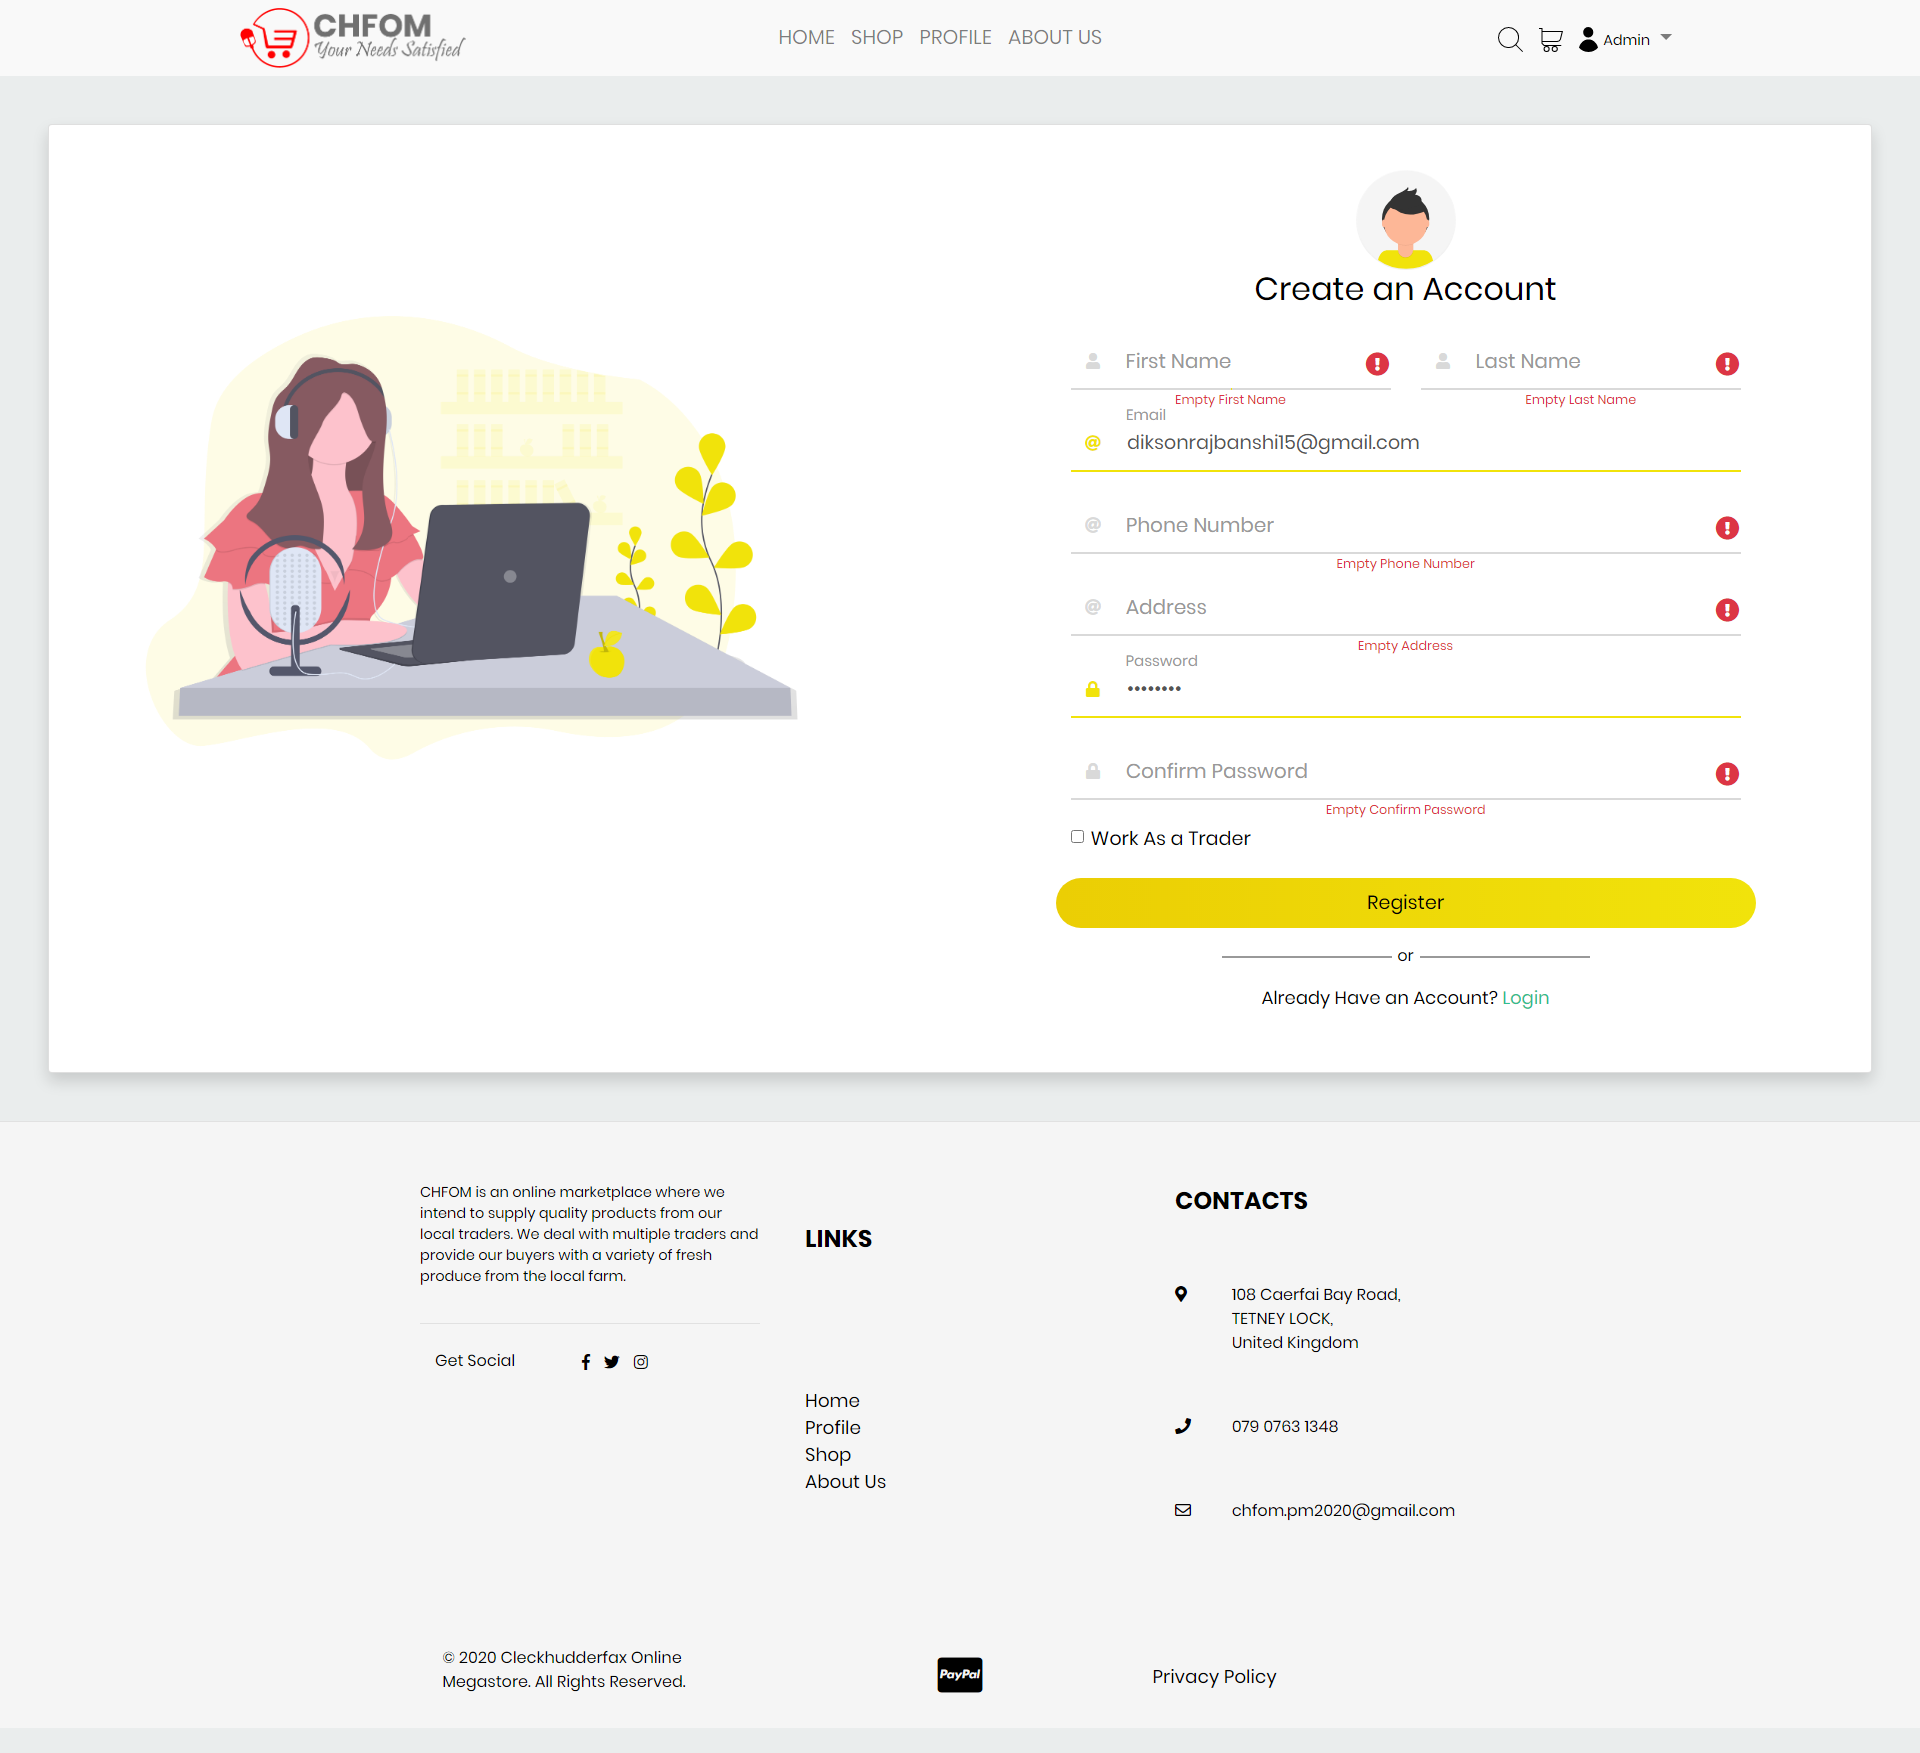 CHFOM
Your Needs Satisfied
HOME SHOP PROFILE ABOUT US
Admin
Create an Account
First Name
Last Name
Empty First Name
Empty Last Name
Email
@ diksonrajbanshi15@gmail.com
@ Phone Number
Empty Phone Number
@ Address
Empty Address
Password
••••••••
Confirm Password
Empty Confirm Password
Work As a Trader
Register
or
Already Have an Account? Login
CHFOM is an online marketplace where we
intend to supply quality products from our
local traders. We deal with multiple traders and
provide our buyers with a variety of fresh
produce from the local farm.
Get Social
LINKS
Home
Profile
Shop
About Us
CONTACTS
108 Caerfai Bay Road,
TETNEY LOCK,
United Kingdom
079 0763 1348
chfom.pm2020@gmail.com
© 2020 Cleckhudderfax Online
Megastore. All Rights Reserved.
PayPal
Privacy Policy